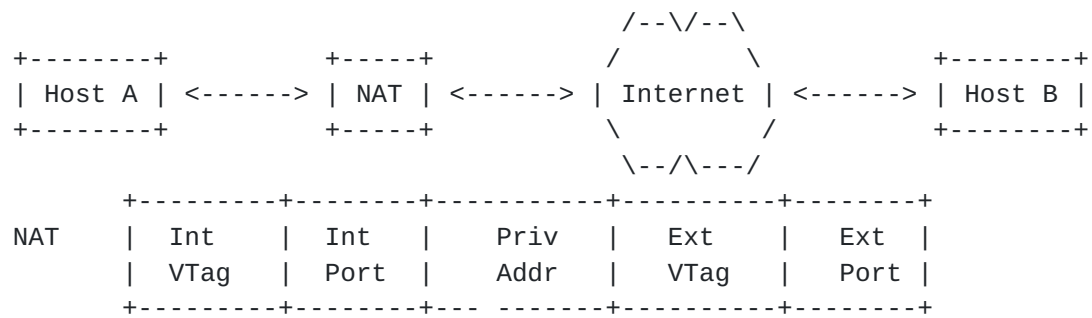 /--\/--\
+--------+          +-----+          /        \          +--------+
| Host A | <------> | NAT | <------> | Internet | <------> | Host B |
+--------+          +-----+          \         /          +--------+
\--/\---/
+---------+--------+-----------+----------+--------+
NAT      |  Int    |  Int   |    Priv   |   Ext    |   Ext  |
|  VTag   |  Port  |    Addr   |   VTag   |   Port |
+---------+--------+--- -------+----------+--------+